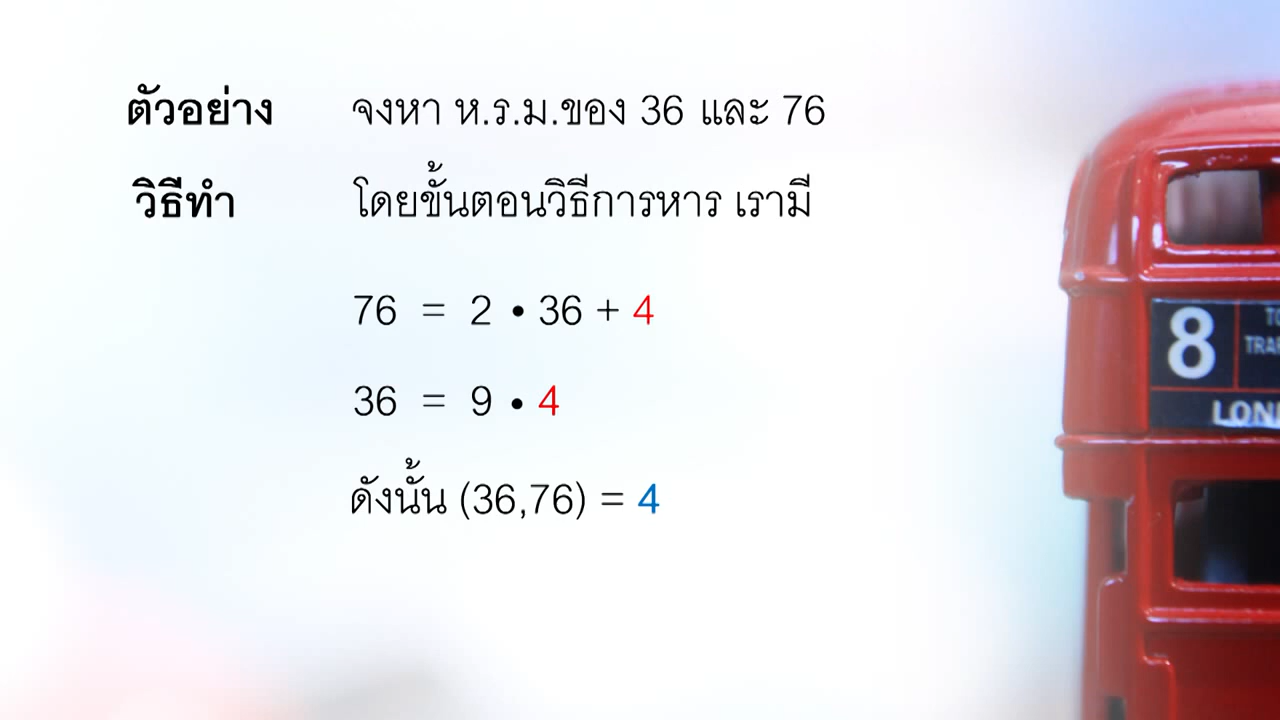 ตัวอย่าง จงหา ห.ร.ม.ของ 36 และ 76
วิธีทำ โดยขั้นตอนวิธีการหาร เรามี
76 = 2 • 36 + 4
36 = 9 • 4
ดังนั้น (36,76) = 4
8